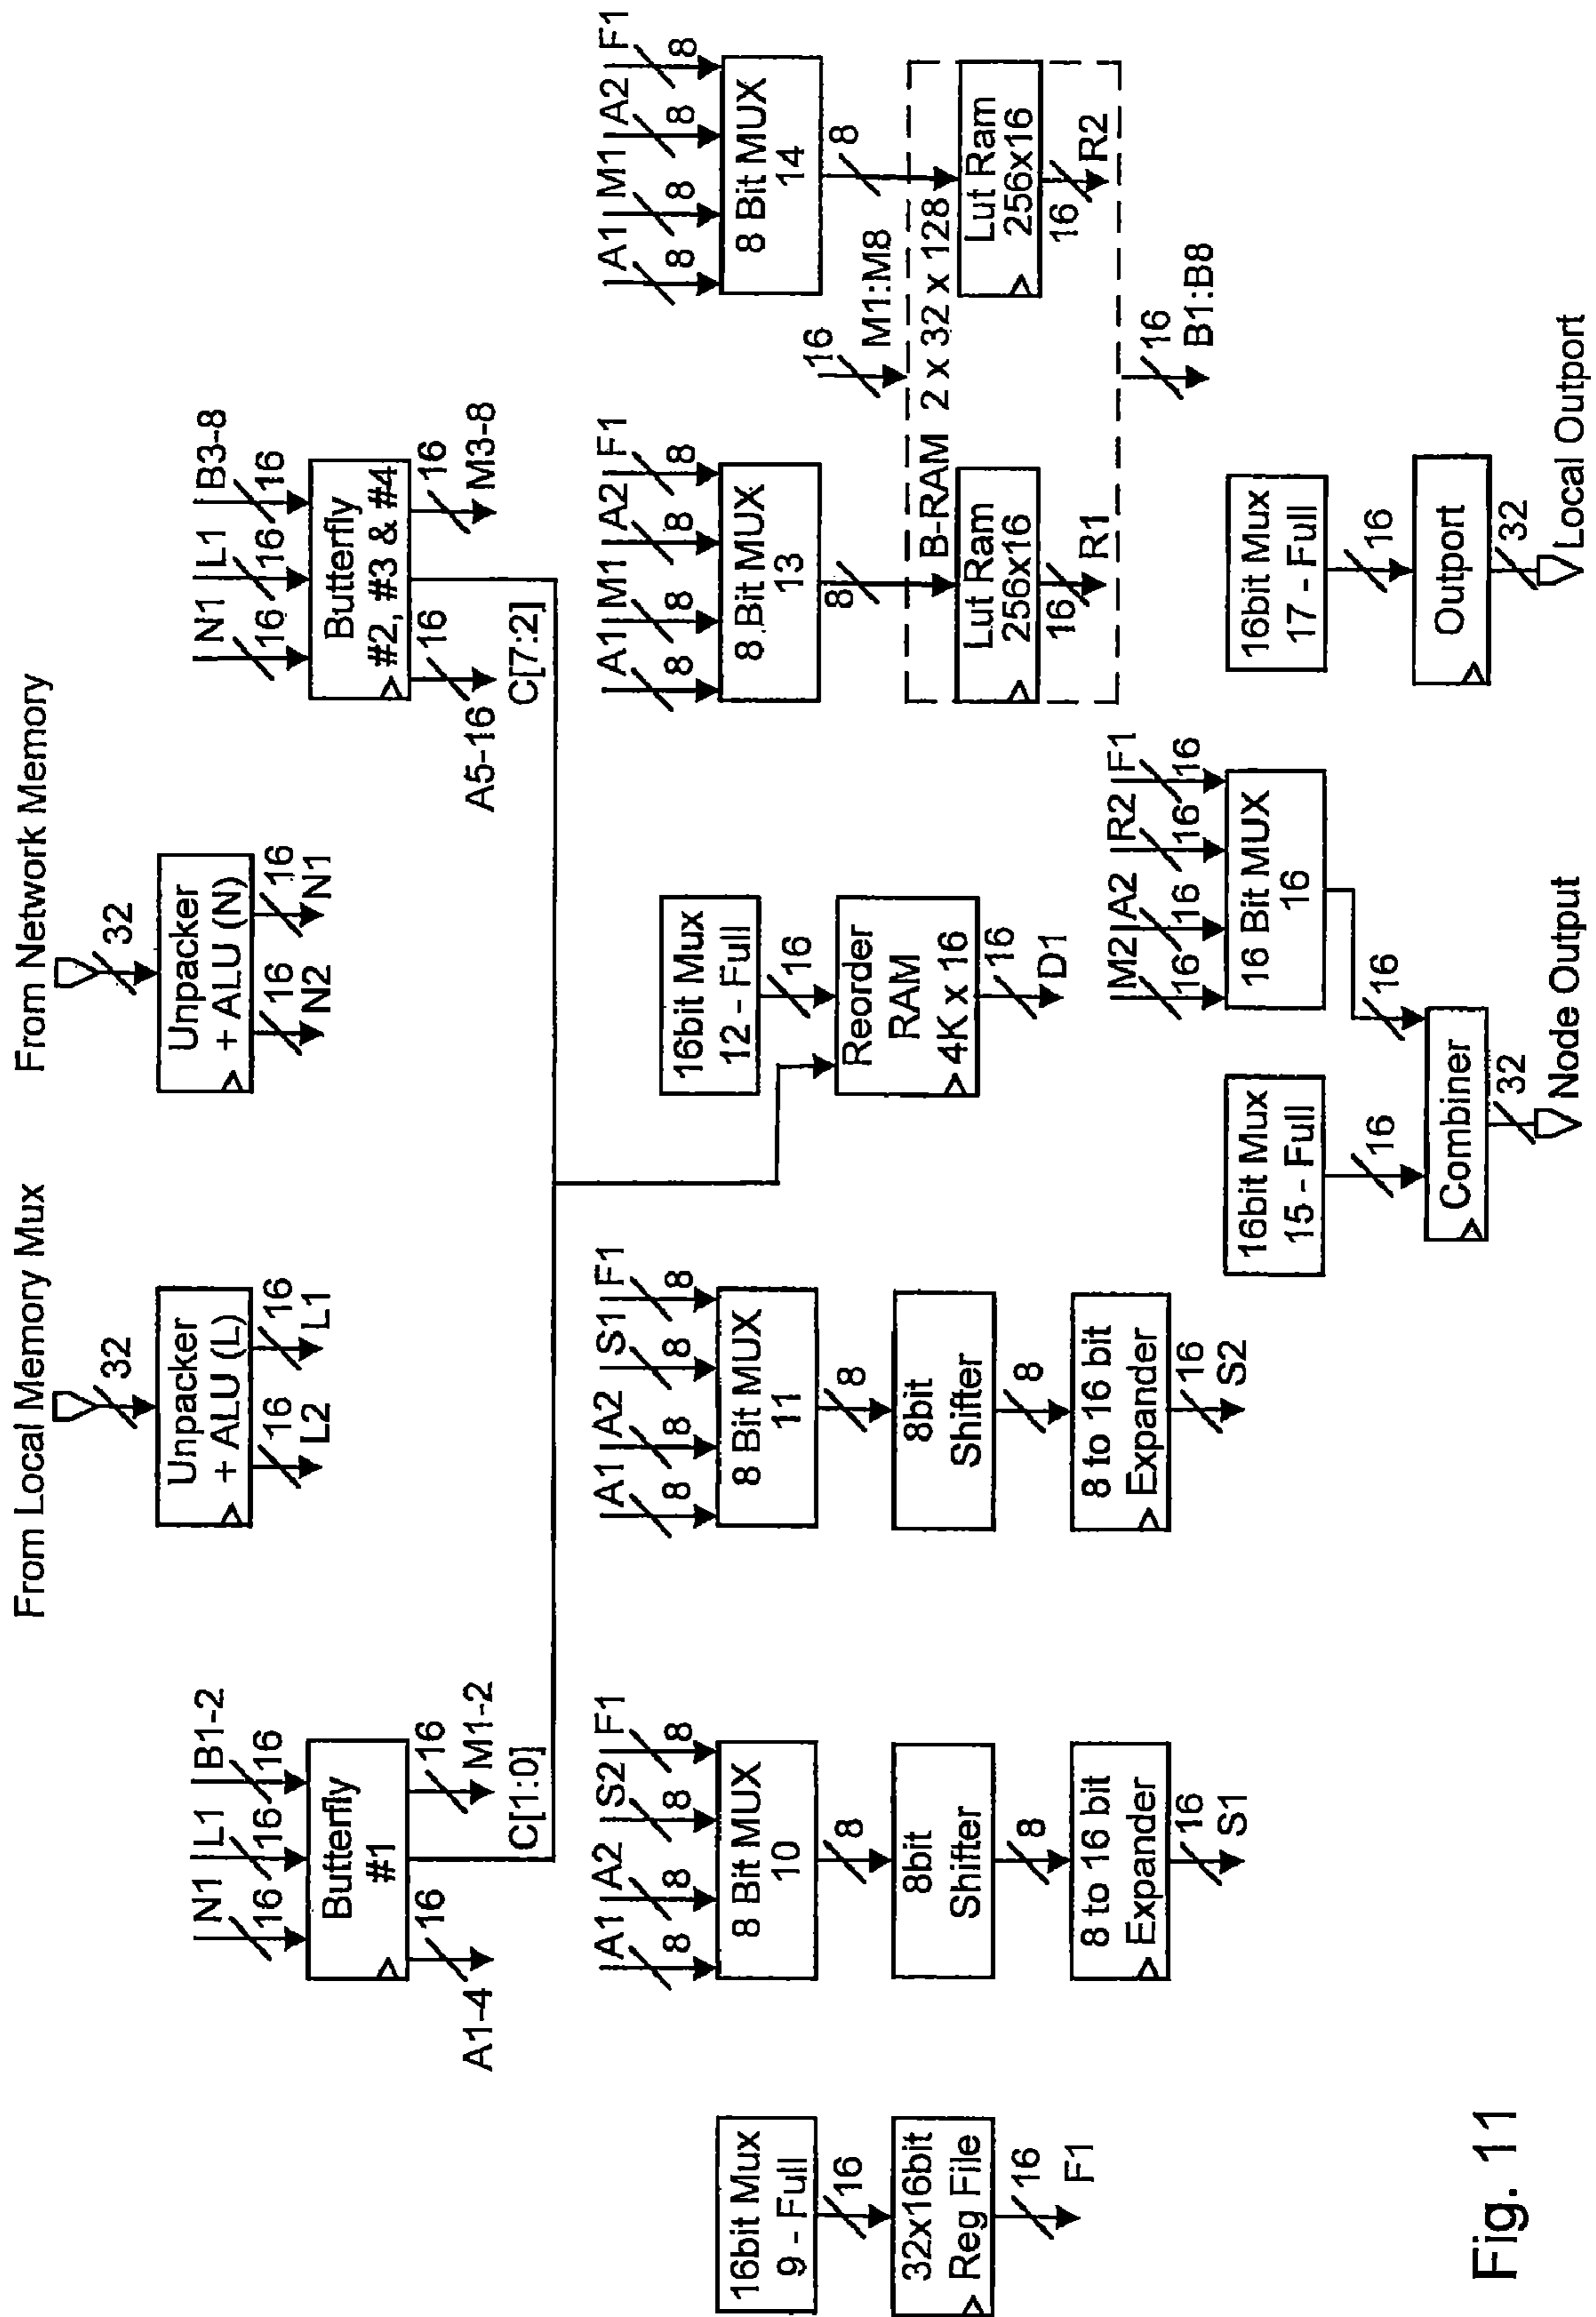 From Local Memory Mux
From Network Memory
32
32
Unpacker
+ ALU (L)
Unpacker
+ ALU (N)
16
16
L2
L1
16
16
N2
N1
N1
L1
B1-2
16
16
16
Butterfly
#1
16
16
A1-4
M1-2
C[1:0]
N1
L1
B3-8
16
16
16
Butterfly
#2, #3 & #4
16
16
A5-16
M3-8
C[7:2]
16bit Mux
9 - Full
16
32x16bit
Reg File
16
F1
A1
A2
S2
F1
8
8
8
8
8 Bit MUX
10
8
8bit
Shifter
8
8 to 16 bit
Expander
16
S1
A1
A2
S1
F1
8
8
8
8
8 Bit MUX
11
8
8bit
Shifter
8
8 to 16 bit
Expander
16
S2
16bit Mux
12 - Full
16
Reorder
RAM
4K x 16
16
D1
A1
M1
A2
F1
8
8
8
8
8 Bit MUX
13
8
A1
M1
A2
F1
8
8
8
8
8 Bit MUX
14
8
16
M1:M8
B-RAM 2 x 32 x 128
Lut Ram
256x16
16
R1
Lut Ram
256x16
16
R2
16
B1:B8
16bit Mux
15 - Full
16
M2
A2
R2
F1
16
16
16
16
16 Bit MUX
16
16
Combiner
32
Node Output
16bit Mux
17 - Full
16
Outport
32
Local Outport
Fig. 11